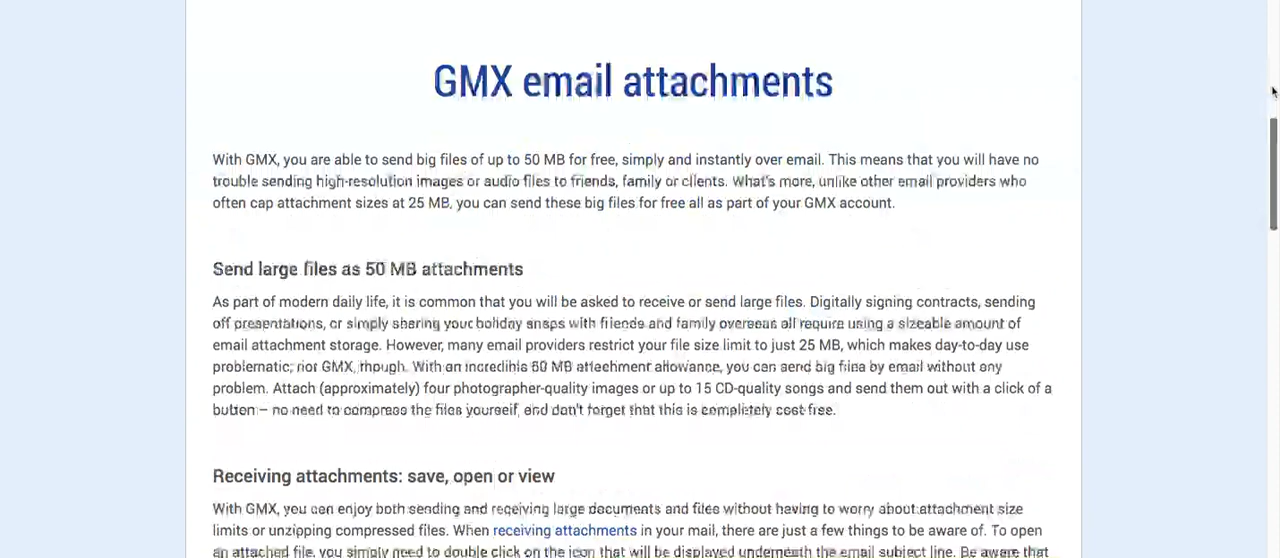 GMX email attachments
With GMX, you are able to send big files of up to 50 MB for free, simply and instantly over email. This means that you will have no
trouble sending high-resolution images or audio files to friends, family or clients. What's more, unlike other email providers who
often cap attachment sizes at 25 MB, you can send these big files for free all as part of your GMX account.
Send large files as 50 MB attachments
As part of modern daily life, it is common that you will be asked to receive or send large files. Digitally signing contracts, sending
off presentations, or simply sharing your holiday snaps with friends and family overseas all require using a sizeable amount of
email attachment storage. However, many email providers restrict your file size limit to just 25 MB, which makes day-to-day use
problematic; not GMX, though. With an incredible 50 MB attachment allowance, you can send big files by email without any
problem. Attach (approximately) four photographer-quality images or up to 15 CD-quality songs and send them out with a click of a
button – no need to compress the files yourself, and don't forget that this is completely cost-free.
Receiving attachments: save, open or view
With GMX, you can enjoy both sending and receiving large documents and files without having to worry about attachment size
limits or unzipping compressed files. When receiving attachments in your mail, there are just a few things to be aware of. To open
an attached file, you simply need to double click on the icon that will be displayed underneath the email subject line. Be aware that